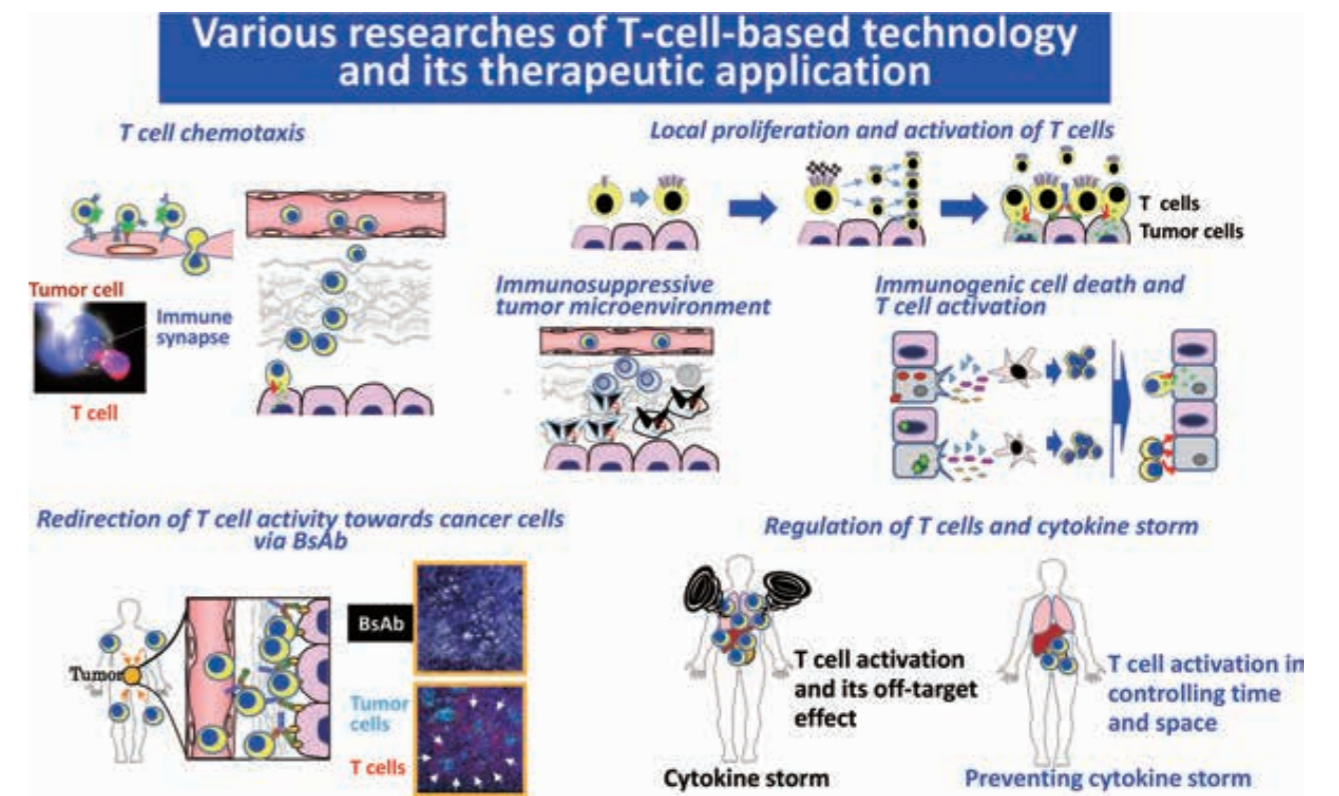 Various researches of T-cell-based technology
and its therapeutic application
T cell chemotaxis
Tumor cell
Immune
synapse
T cell
Local proliferation and activation of T cells
T cells
Tumor cells
Immunosuppressive
tumor microenvironment
Immunogenic cell death and
T cell activation
Redirection of T cell activity towards cancer cells
via BsAb
Tumor
BsAb
Tumor
cells
T cells
Regulation of T cells and cytokine storm
T cell activation
and its off-target
effect
Cytokine storm
T cell activation in
controlling time
and space
Preventing cytokine storm